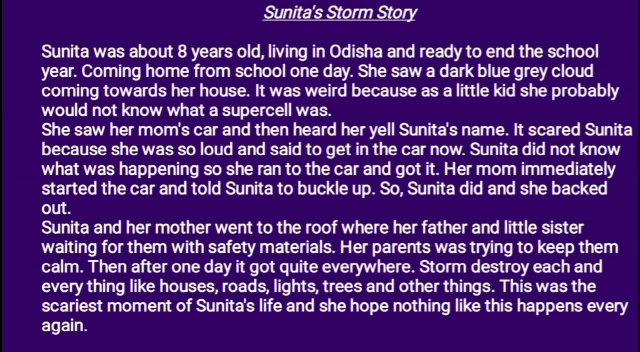 Sunita's Storm Story
Sunita was about 8 years old, living in Odisha and ready to end the school
year. Coming home from school one day. She saw a dark blue grey cloud
coming towards her house. It was weird because as a little kid she probably
would not know what a supercell was.
She saw her mom's car and then heard her yell Sunita's name. It scared Sunita
because she was so loud and said to get in the car now. Sunita did not know
what was happening so she ran to the car and got it. Her mom immediately
started the car and told Sunita to buckle up. So, Sunita did and she backed
out.
Sunita and her mother went to the roof where her father and little sister
waiting for them with safety materials. Her parents was trying to keep them
calm. Then after one day it got quite everywhere. Storm destroy each and
every thing like houses, roads, lights, trees and other things. This was the
scariest moment of Sunita's life and she hope nothing like this happens every
again.